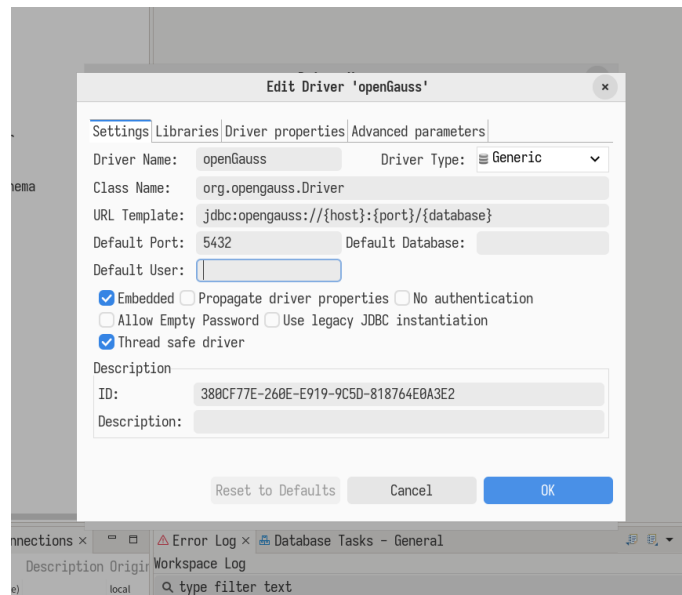 Edit Driver 'openGauss'
Settings Libraries Driver properties Advanced parameters
Driver Name: openGauss Driver Type: Generic
Class Name: org.opengauss.Driver
URL Template: jdbc:opengauss://{host}:{port}/{database}
Default Port: 5432 Default Database:
Default User:
Embedded Propagate driver properties No authentication
Allow Empty Password Use legacy JDBC instantiation
Thread safe driver
Description
ID: 380CF77E-260E-E919-9C5D-818764E0A3E2
Description:
Reset to Defaults Cancel OK
nema
nnections × Error Log × Database Tasks - General
Description Origin Workspace Log
e) local type filter text